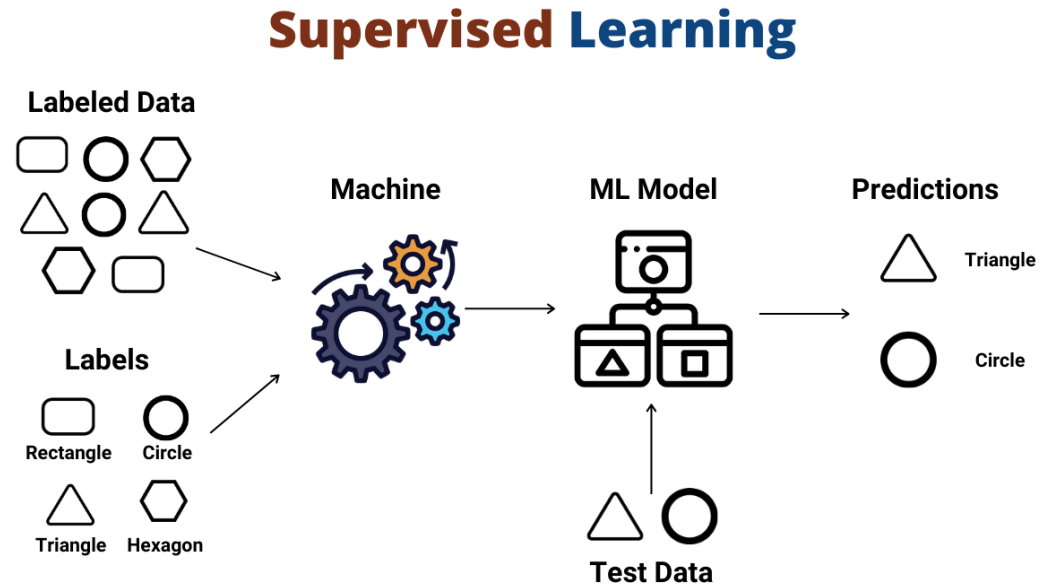 Supervised Learning
Labeled Data
Machine
ML Model
Predictions
Triangle
Circle
Labels
Rectangle
Circle
Triangle
Hexagon
Test Data